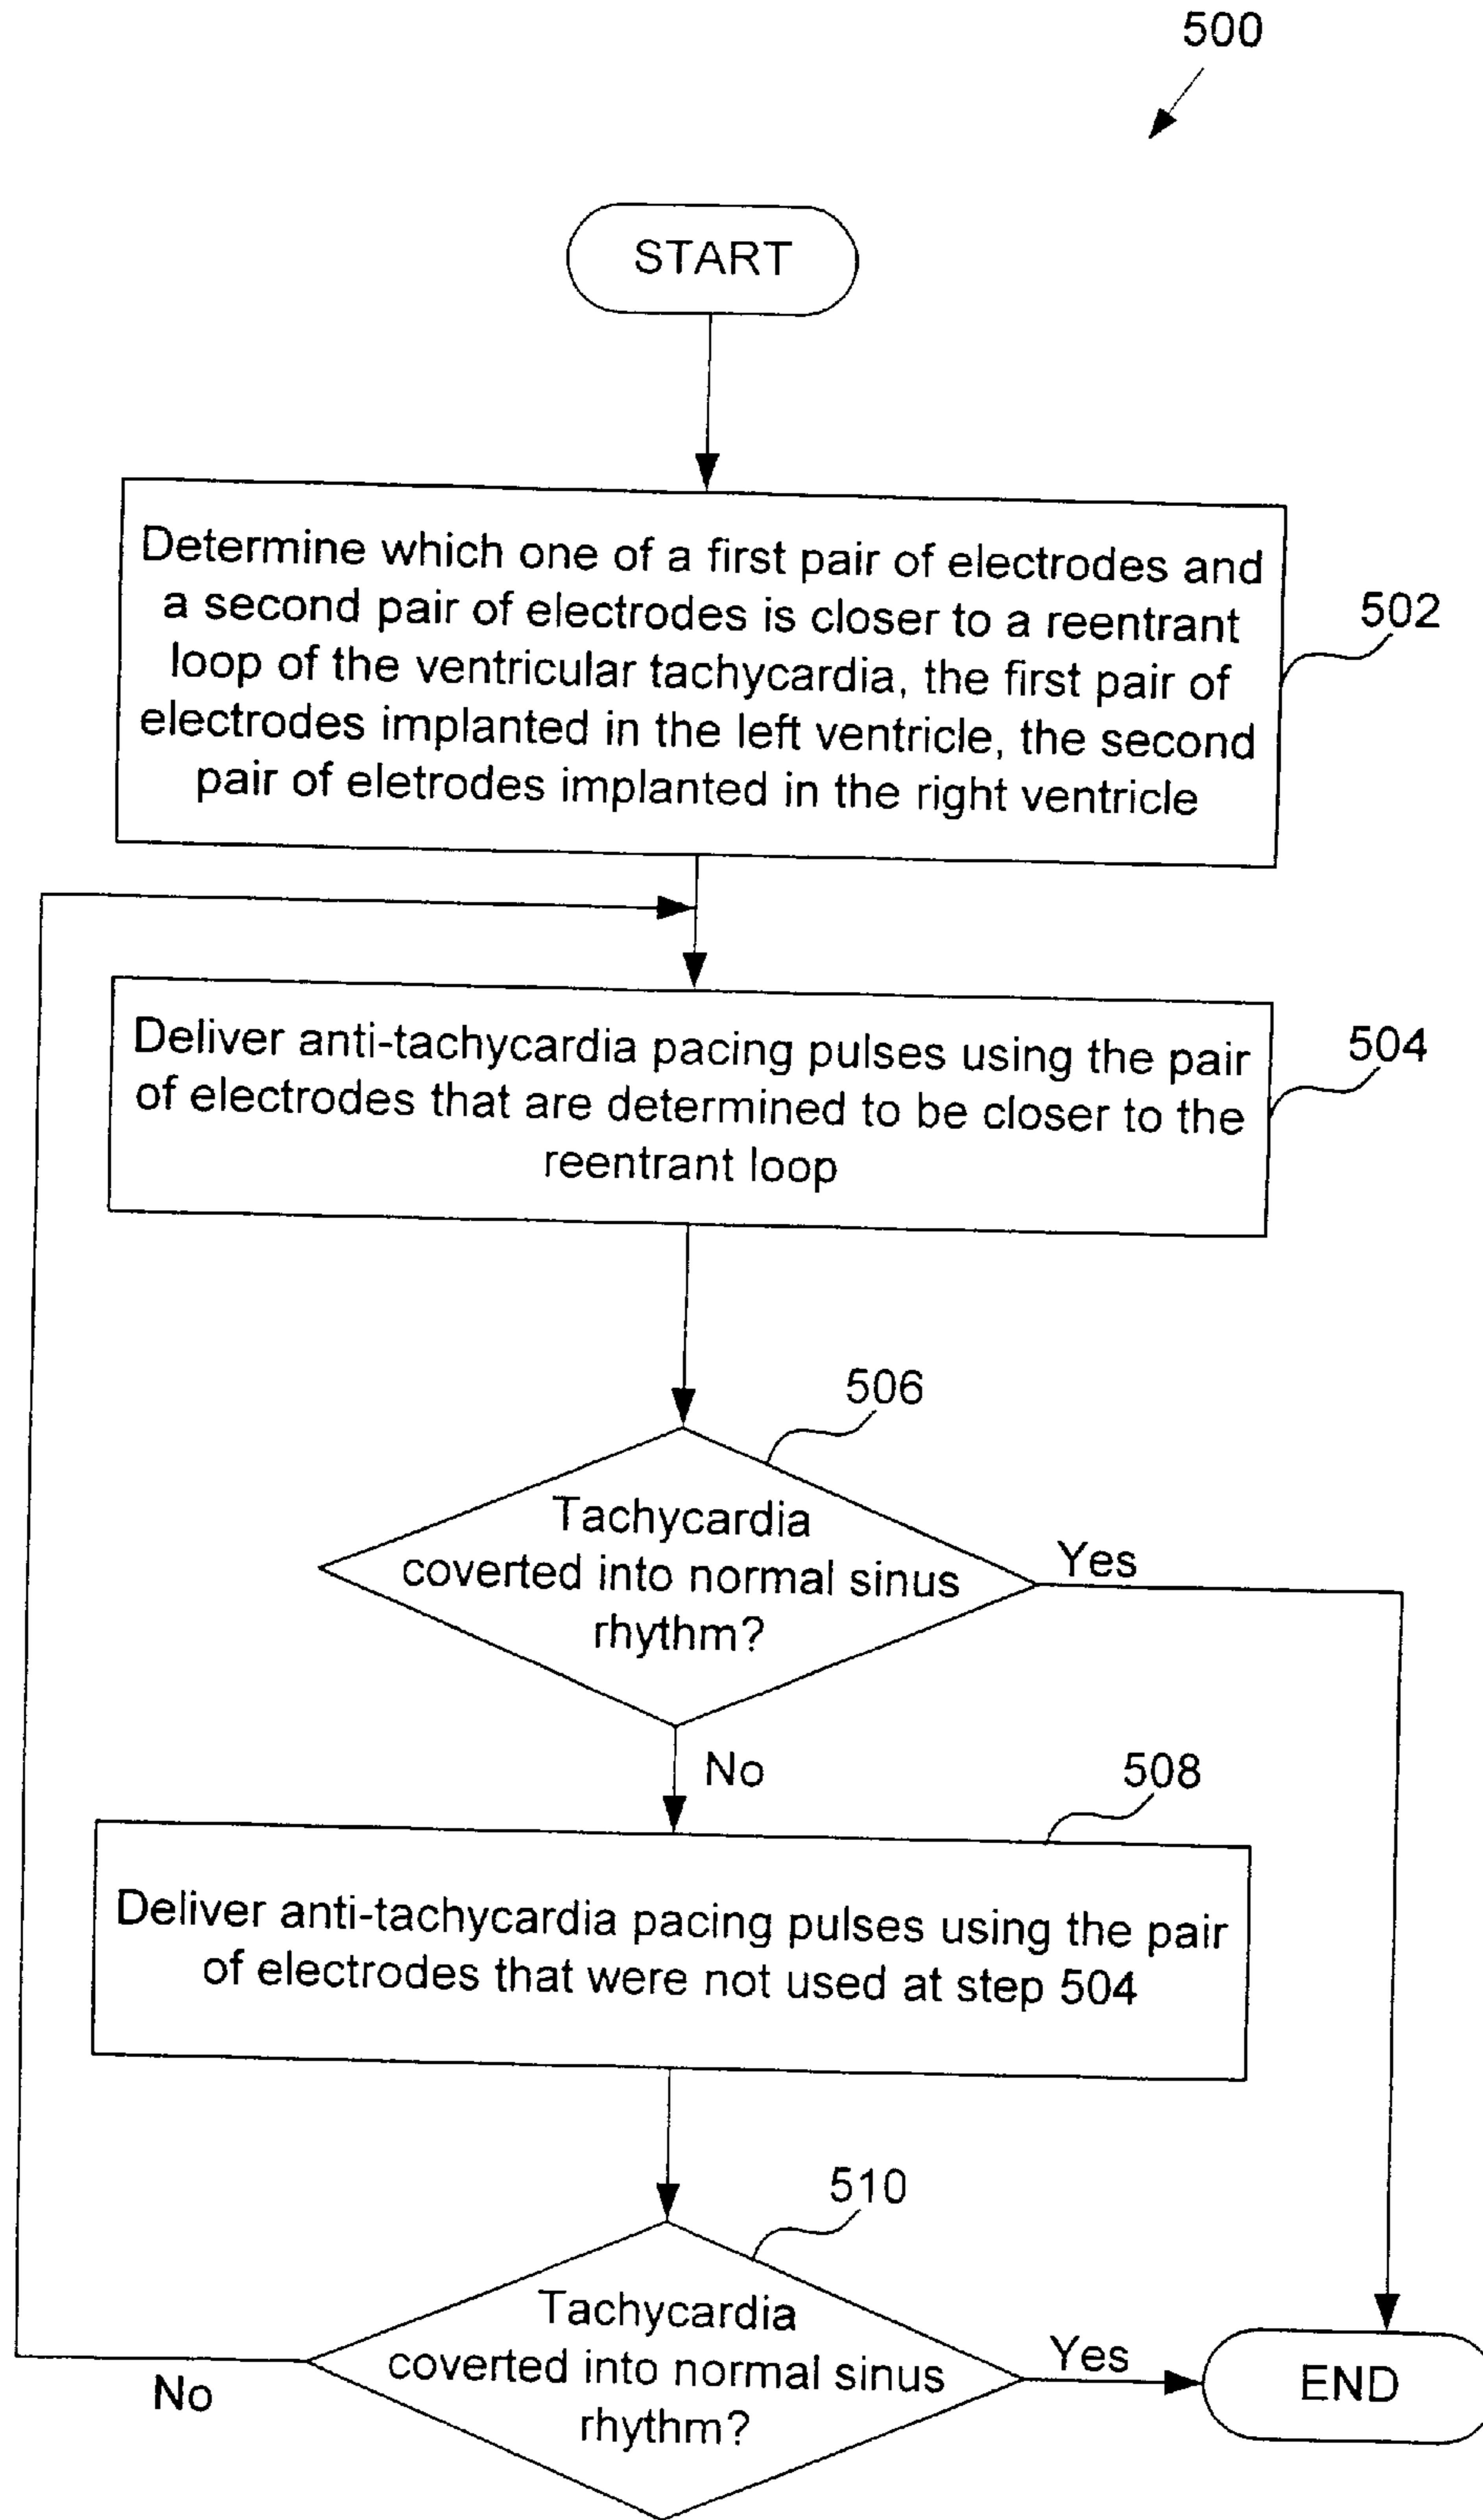 500
START
Determine which one of a first pair of electrodes and
a second pair of electrodes is closer to a reentrant
loop of the ventricular tachycardia, the first pair of
electrodes implanted in the left ventricle, the second
pair of eletrodes implanted in the right ventricle
502
Deliver anti-tachycardia pacing pulses using the pair
of electrodes that are determined to be closer to the
reentrant loop
504
506
Tachycardia
coverted into normal sinus
rhythm?
Yes
No
508
Deliver anti-tachycardia pacing pulses using the pair
of electrodes that were not used at step 504
510
Tachycardia
coverted into normal sinus
rhythm?
Yes
No
END